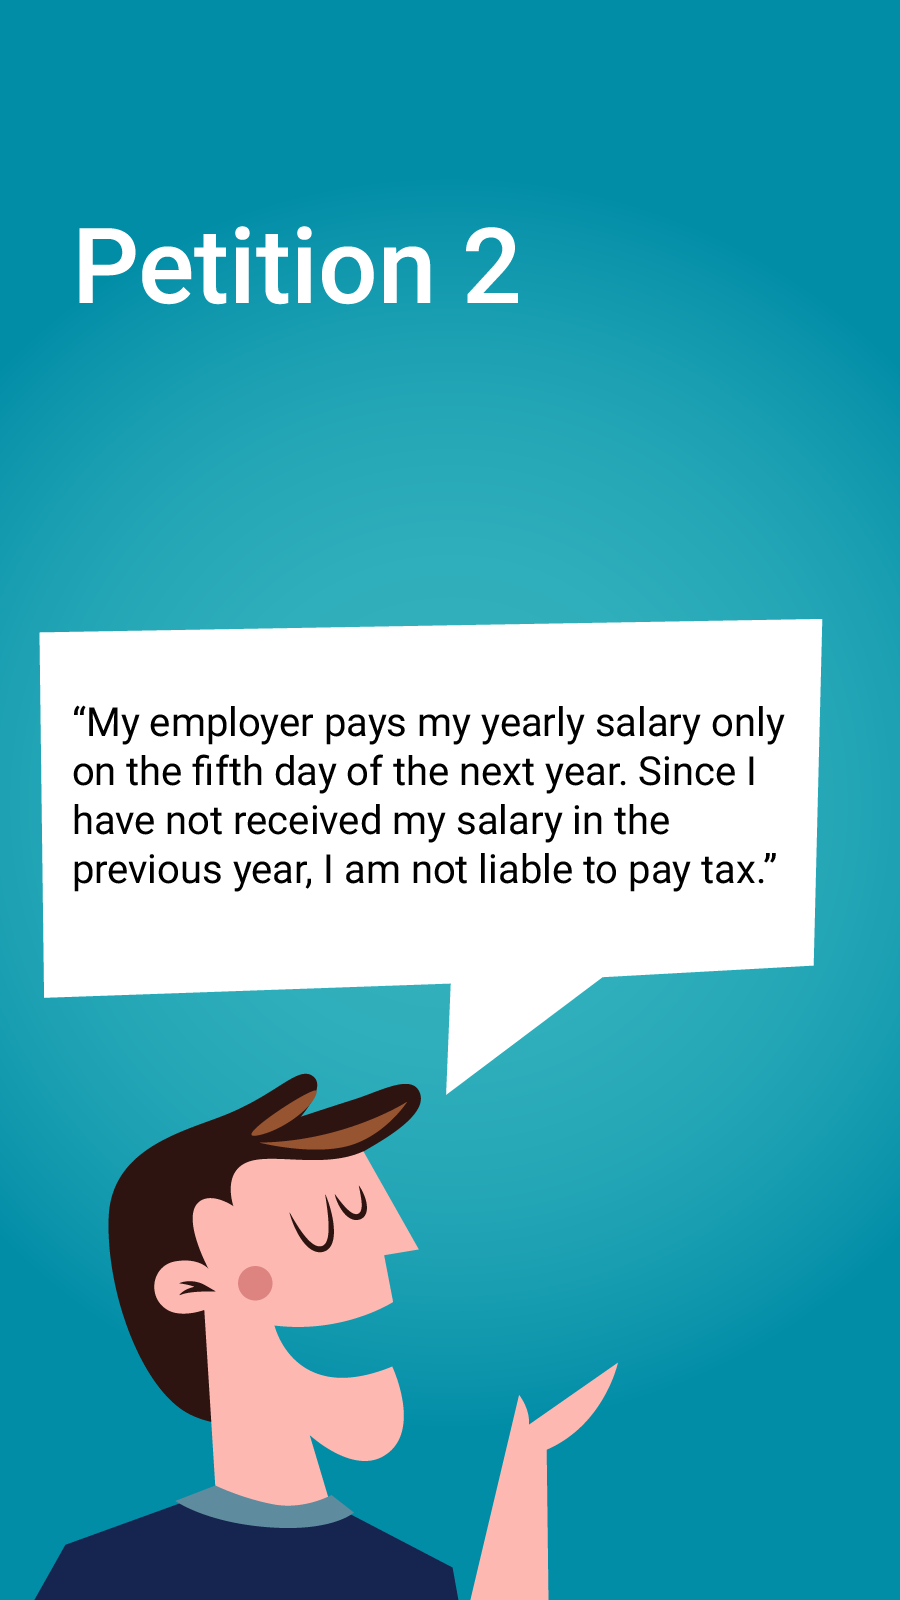 Petition 2
“My employer pays my yearly salary only
on the fifth day of the next year. Since I
have not received my salary in the
previous year, I am not liable to pay tax.”